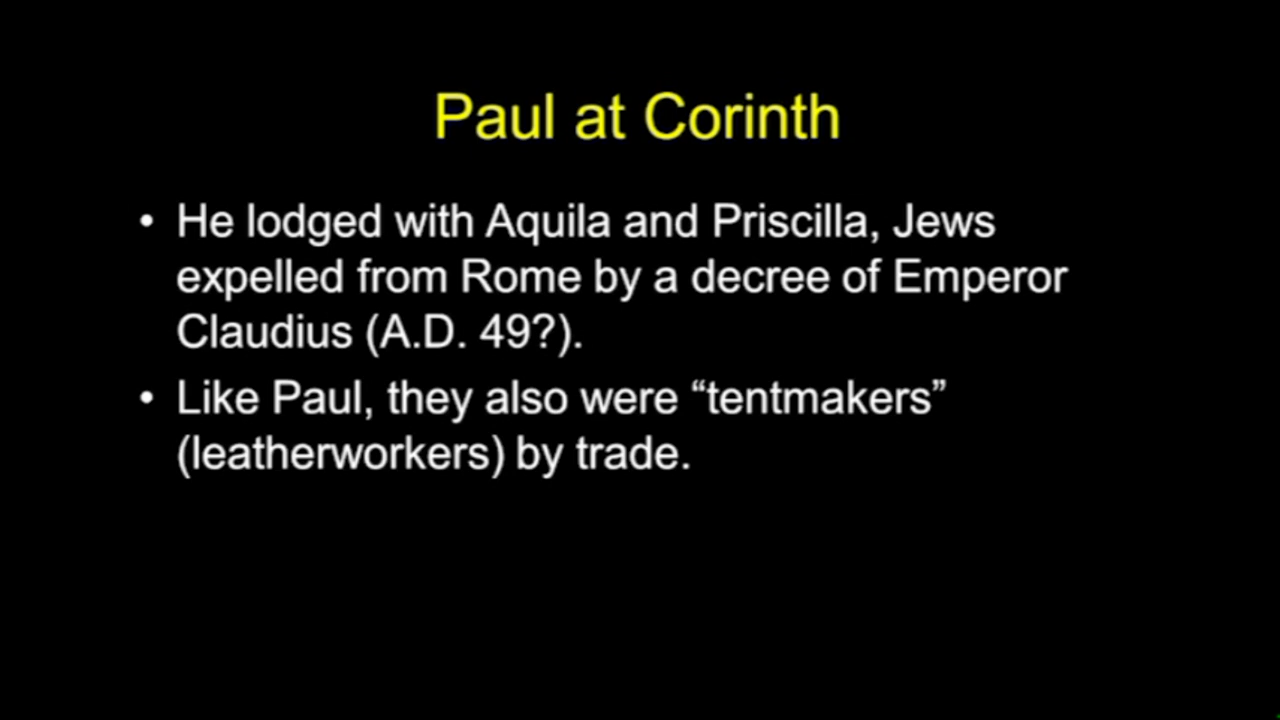 Paul at Corinth
• He lodged with Aquila and Priscilla, Jews
expelled from Rome by a decree of Emperor
Claudius (A.D. 49?).
• Like Paul, they also were “tentmakers”
(leatherworkers) by trade.